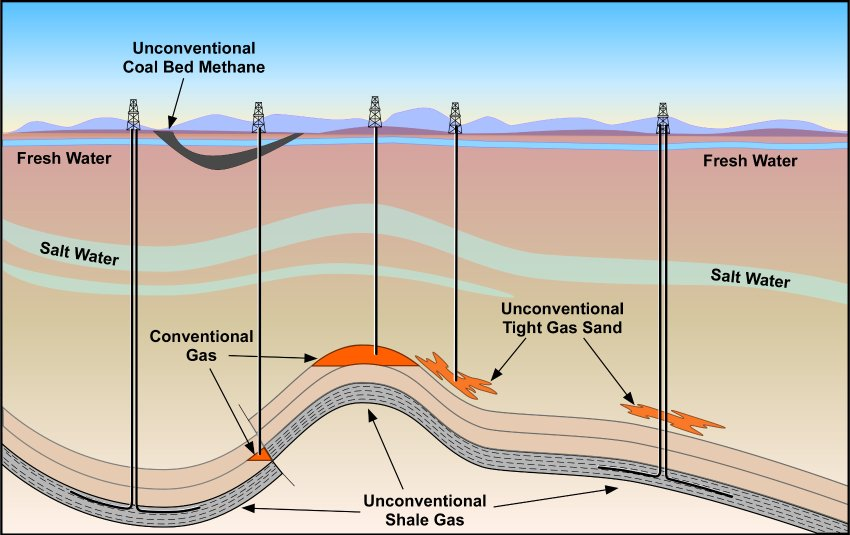 Unconventional
Coal Bed Methane
Fresh Water
Fresh Water
Salt Water
Salt Water
Unconventional
Tight Gas Sand
Conventional
Gas
Unconventional
Shale Gas